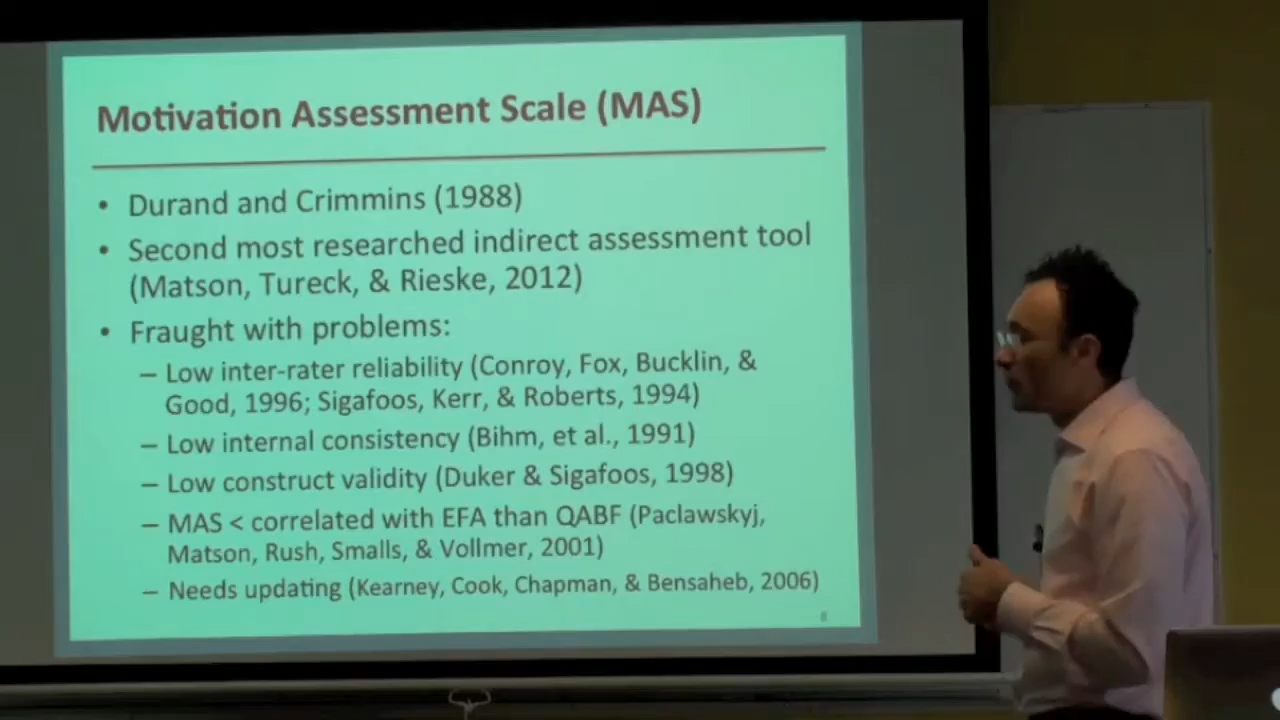 Motivation Assessment Scale (MAS)
• Durand and Crimmins (1988)
• Second most researched indirect assessment tool
(Matson, Tureck, & Rieske, 2012)
• Fraught with problems:
– Low inter-rater reliability (Conroy, Fox, Bucklin, &
Good, 1996; Sigafoos, Kerr, & Roberts, 1994)
– Low internal consistency (Bihm, et al., 1991)
– Low construct validity (Duker & Sigafoos, 1998)
– MAS < correlated with EFA than QABF (Paclawskyj,
Matson, Rush, Smalls, & Vollmer, 2001)
– Needs updating (Kearney, Cook, Chapman, & Bensaheb, 2006)